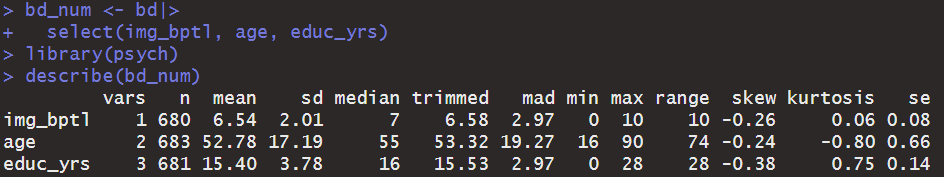 > bd_num <- bd|>
+   select(img_bptl, age, educ_yrs)
> library(psych)
> describe(bd_num)
         vars   n  mean    sd median trimmed   mad min max range  skew kurtosis   se
img_bptl    1 680  6.54  2.01      7    6.58  2.97   0  10    10 -0.26     0.06 0.08
age         2 683 52.78 17.19     55   53.32 19.27  16  90    74 -0.24    -0.80 0.66
educ_yrs    3 681 15.40  3.78     16   15.53  2.97   0  28    28 -0.38     0.75 0.14